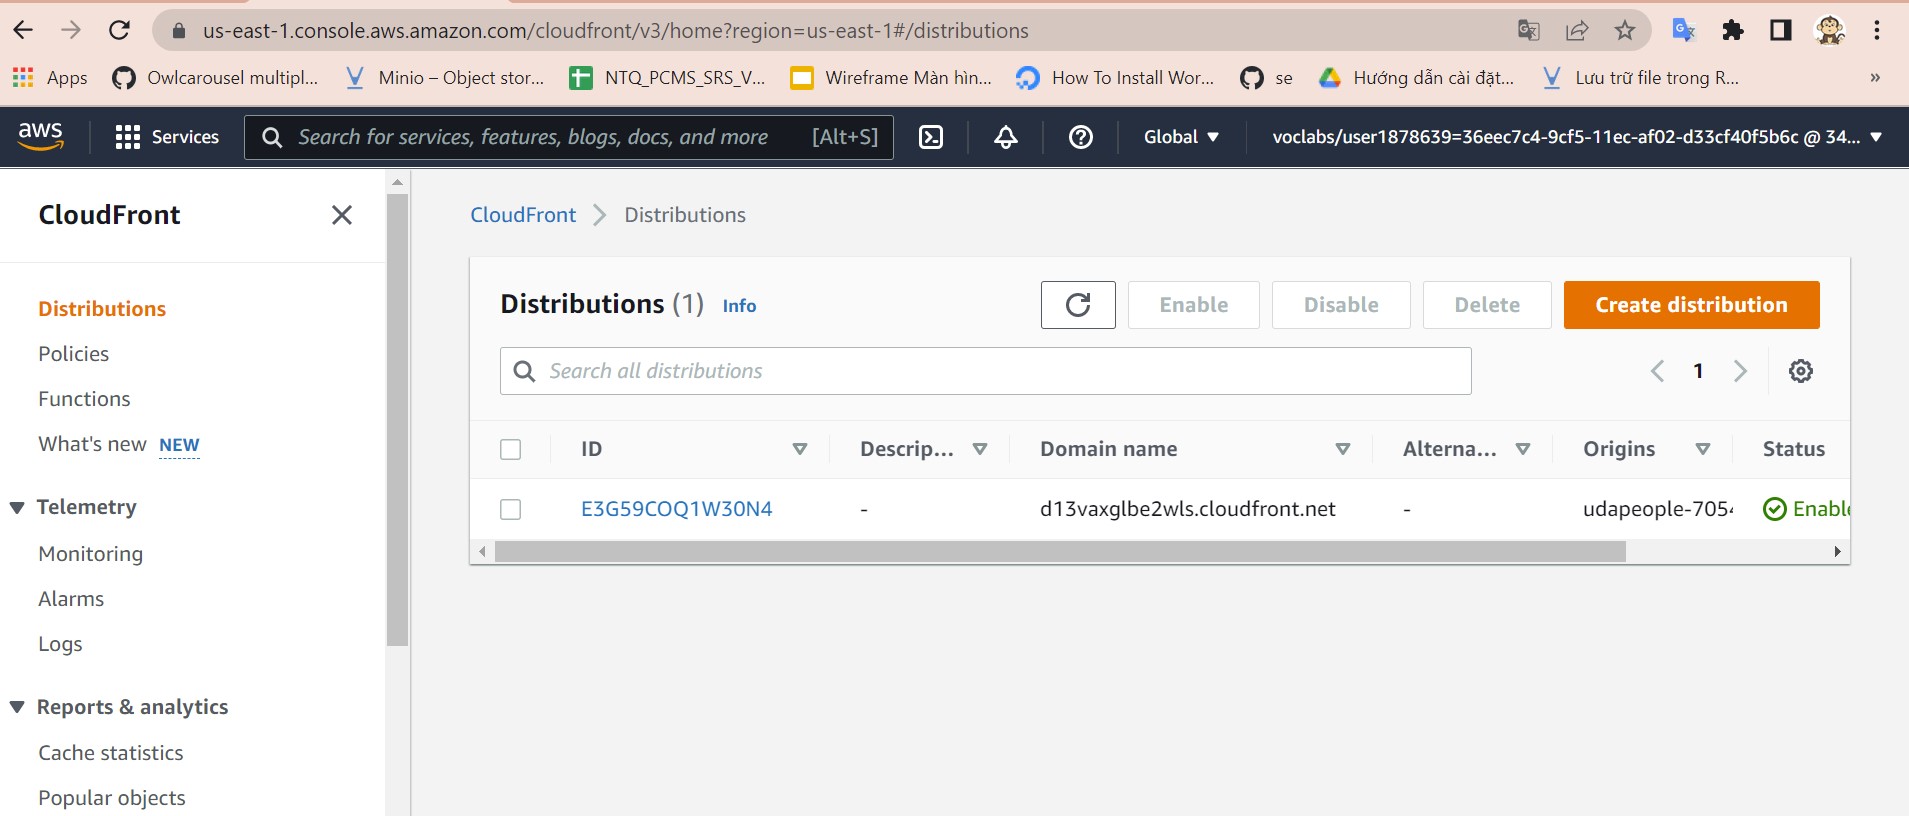 us-east-1.console.aws.amazon.com/cloudfront/v3/home?region=us-east-1#/distributions
Apps Owlcarousel multipl... Minio – Object stor... NTQ_PCMS_SRS_V... Wireframe Màn hìn... How To Install Wor... se Hướng dẫn cài đặt... Lưu trữ file trong R... »
aws Services Search for services, features, blogs, docs, and more [Alt+S] Global voclabs/user1878639=36eec7c4-9cf5-11ec-af02-d33cf40f5b6c @ 34...
CloudFront
Distributions
Policies
Functions
What's new NEW
Telemetry
Monitoring
Alarms
Logs
Reports & analytics
Cache statistics
Popular objects
CloudFront Distributions
Distributions (1) Info Enable Disable Delete Create distribution
Search all distributions 1
ID Descrip... Domain name Alterna... Origins Status
E3G59COQ1W30N4 - d13vaxglbe2wls.cloudfront.net - udapeople-705 Enable